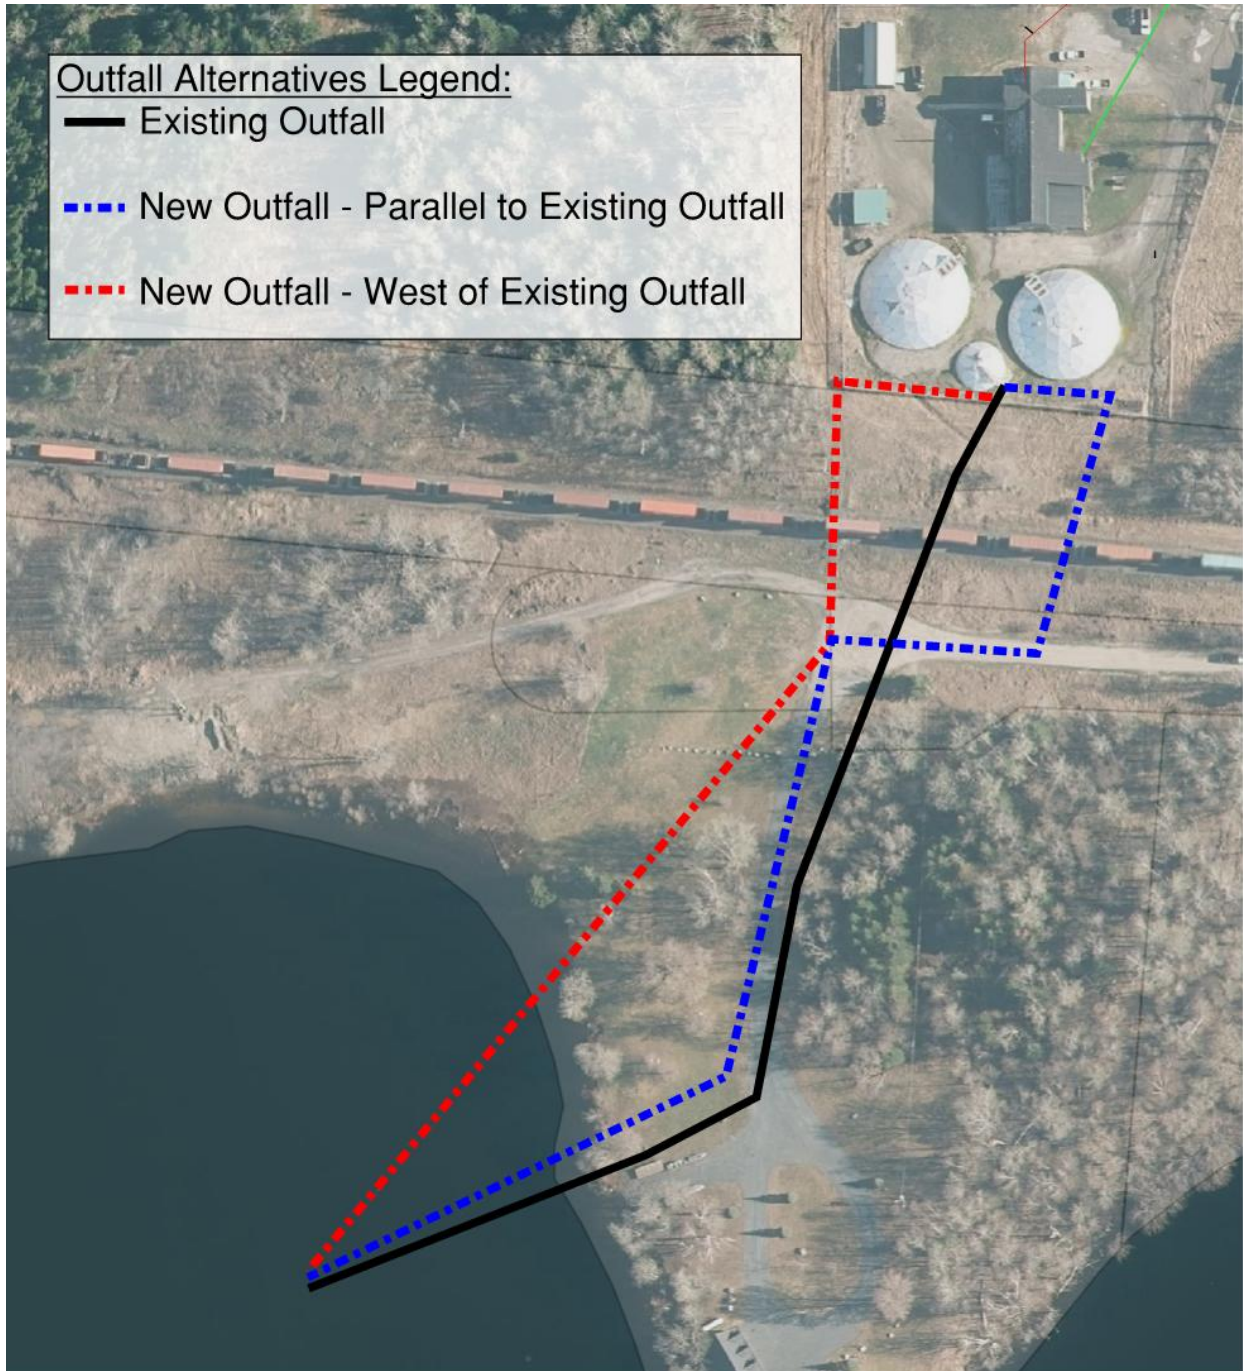 Outfall Alternatives Legend:
Existing Outfall
New Outfall - Parallel to Existing Outfall
New Outfall - West of Existing Outfall